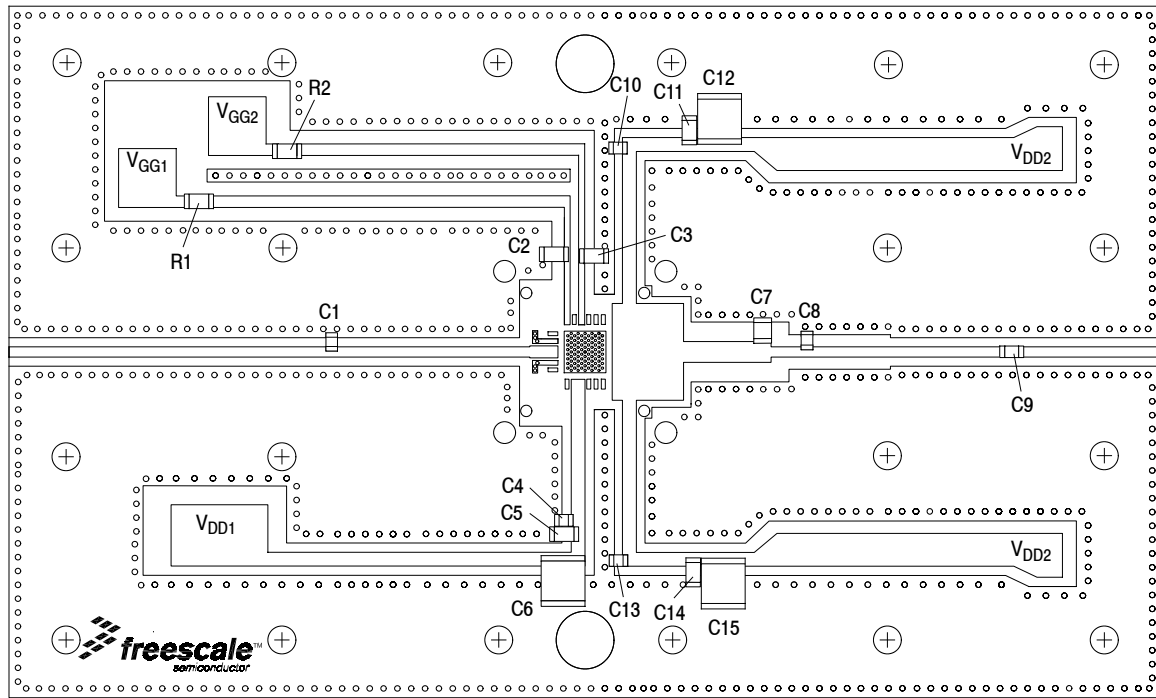 C12
C11
C10
R2
VGG2
VGG1
VDD2
R1
C2
C3
C1
C7
C8
C9
C4
C5
VDD1
VDD2
C6
C13
C14
C15
freescale™
semiconductor